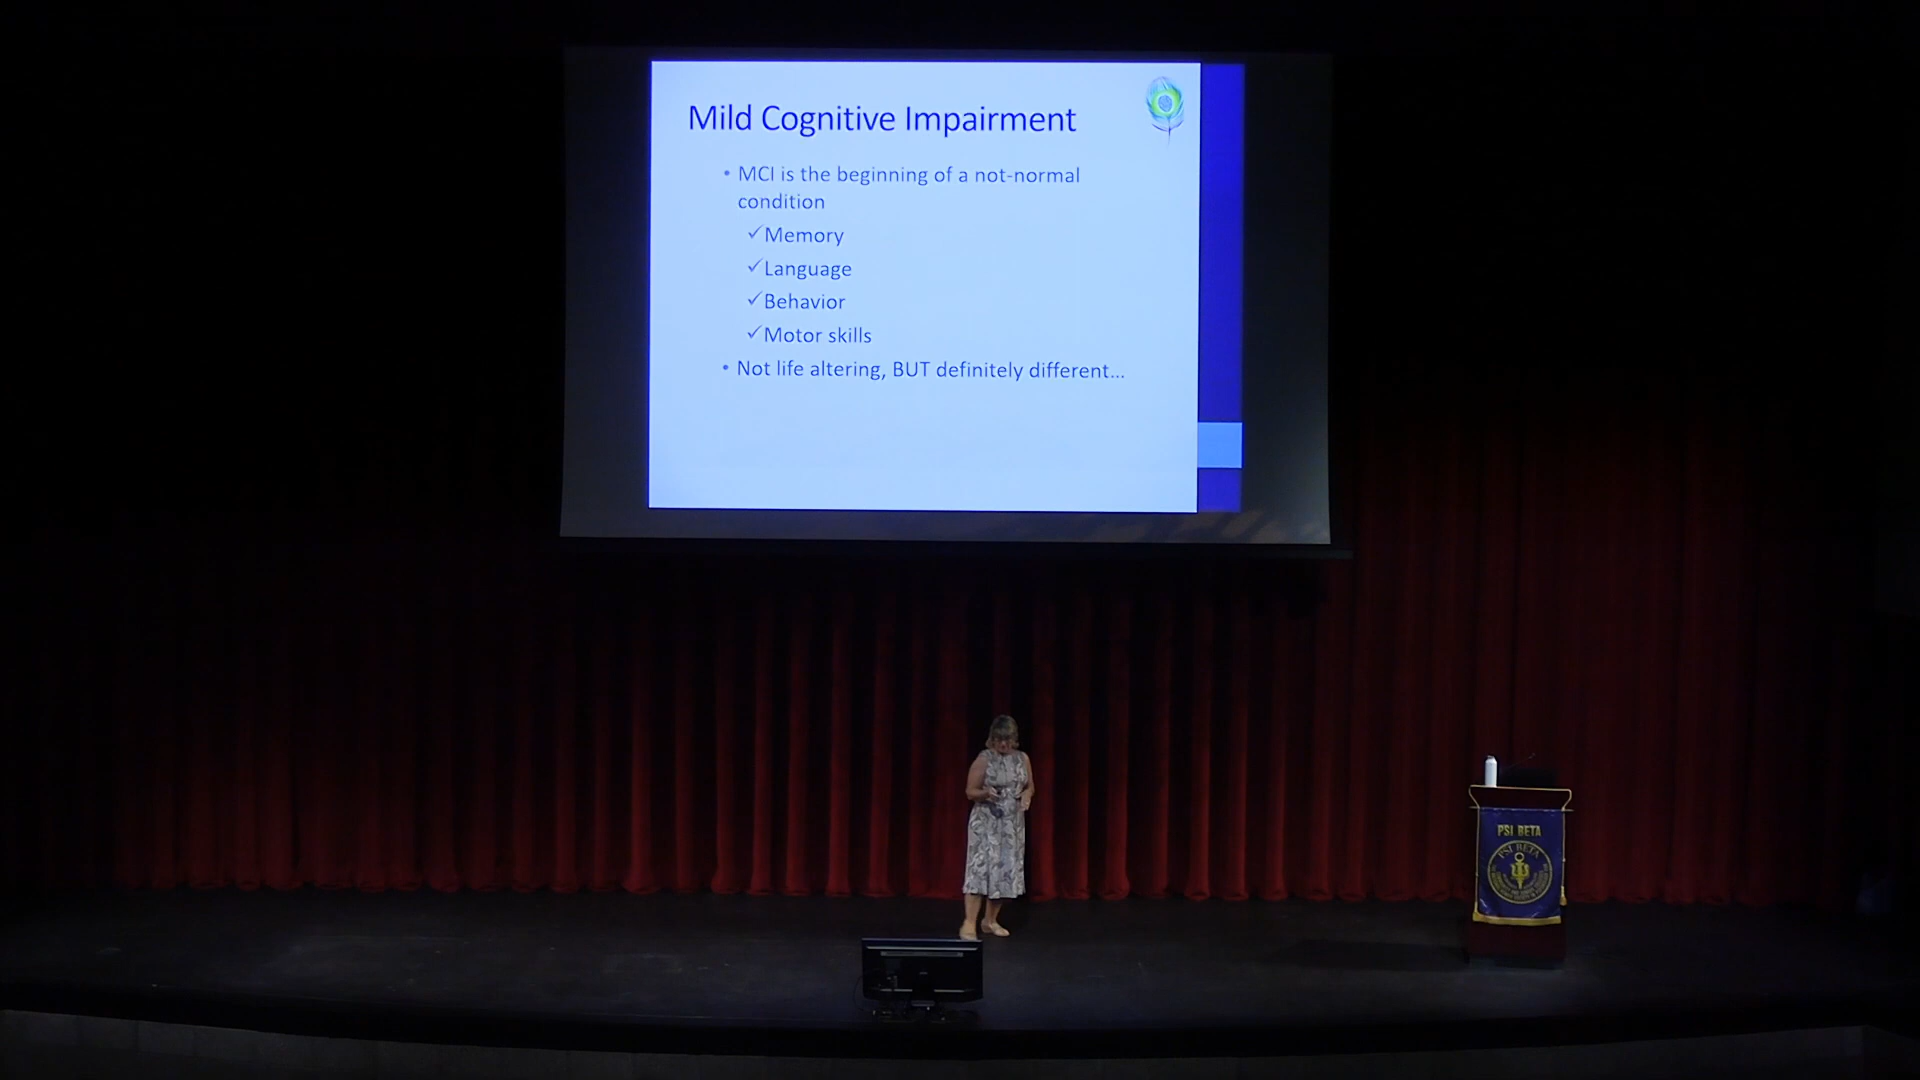 Mild Cognitive Impairment
• MCI is the beginning of a not-normal
condition
✓Memory
✓Language
✓Behavior
✓Motor skills
• Not life altering, BUT definitely different...
PSI BETA
PSI BETA